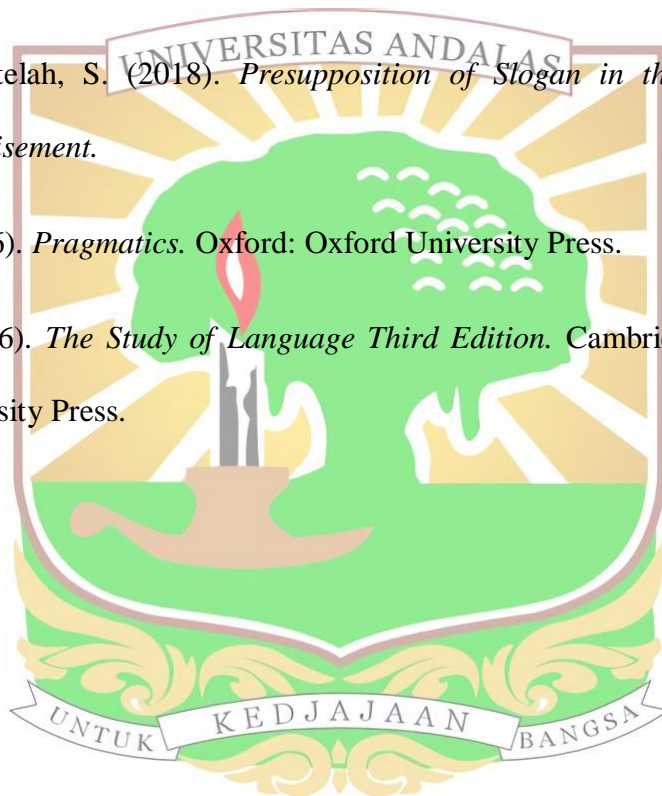 UNIVERSITAS ANDALAS
telah, S. (2018). Presupposition of Slogan in th
isement.
6). Pragmatics. Oxford: Oxford University Press.
6). The Study of Language Third Edition. Cambri
sity Press.
UNTUK KEDJAJAAN BANGSA